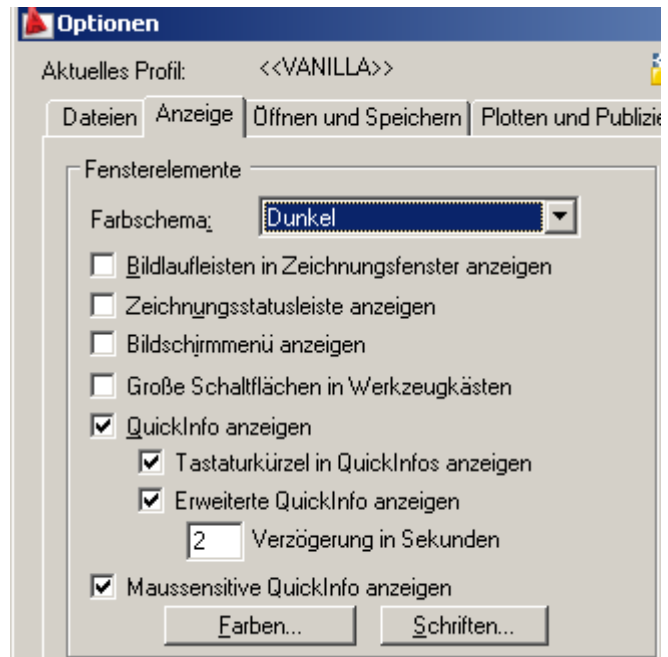 Optionen
Aktuelles Profil: <<VANILLA>>
Dateien Anzeige Öffnen und Speichern Plotten und Publizie
Fensterelemente
Farbschema: Dunkel
Bildlaufleisten in Zeichnungsfenster anzeigen
Zeichnungsstatusleiste anzeigen
Bildschirmmenü anzeigen
Große Schaltflächen in Werkzeugkästen
QuickInfo anzeigen
Tastaturkürzel in QuickInfos anzeigen
Erweiterte QuickInfo anzeigen
2 Verzögerung in Sekunden
Maussensitive QuickInfo anzeigen
Farben... Schriften...